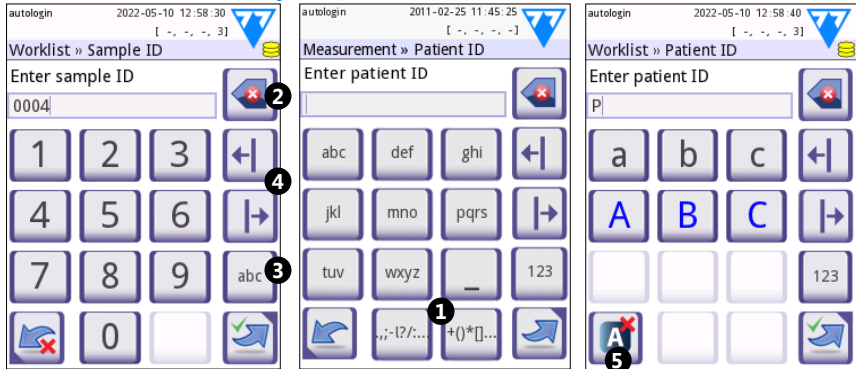 autologin 2022-05-10 12:58:30
[ -, -, -, 3]
Worklist » Sample ID
Enter sample ID
0004
2
1 2 3
4
4 5 6
7 8 9 abc
3
0
autologin 2011-02-25 11:45:25
[ -, -, -, -]
Measurement » Patient ID
Enter patient ID
abc def ghi
jkl mno pqrs
tuv wxyz _ 123
1
.,;-!?/:... +()*[]...
autologin 2022-05-10 12:58:40
[ -, -, -, 3]
Worklist » Patient ID
Enter patient ID
P
a b c
A B C
123
A
5